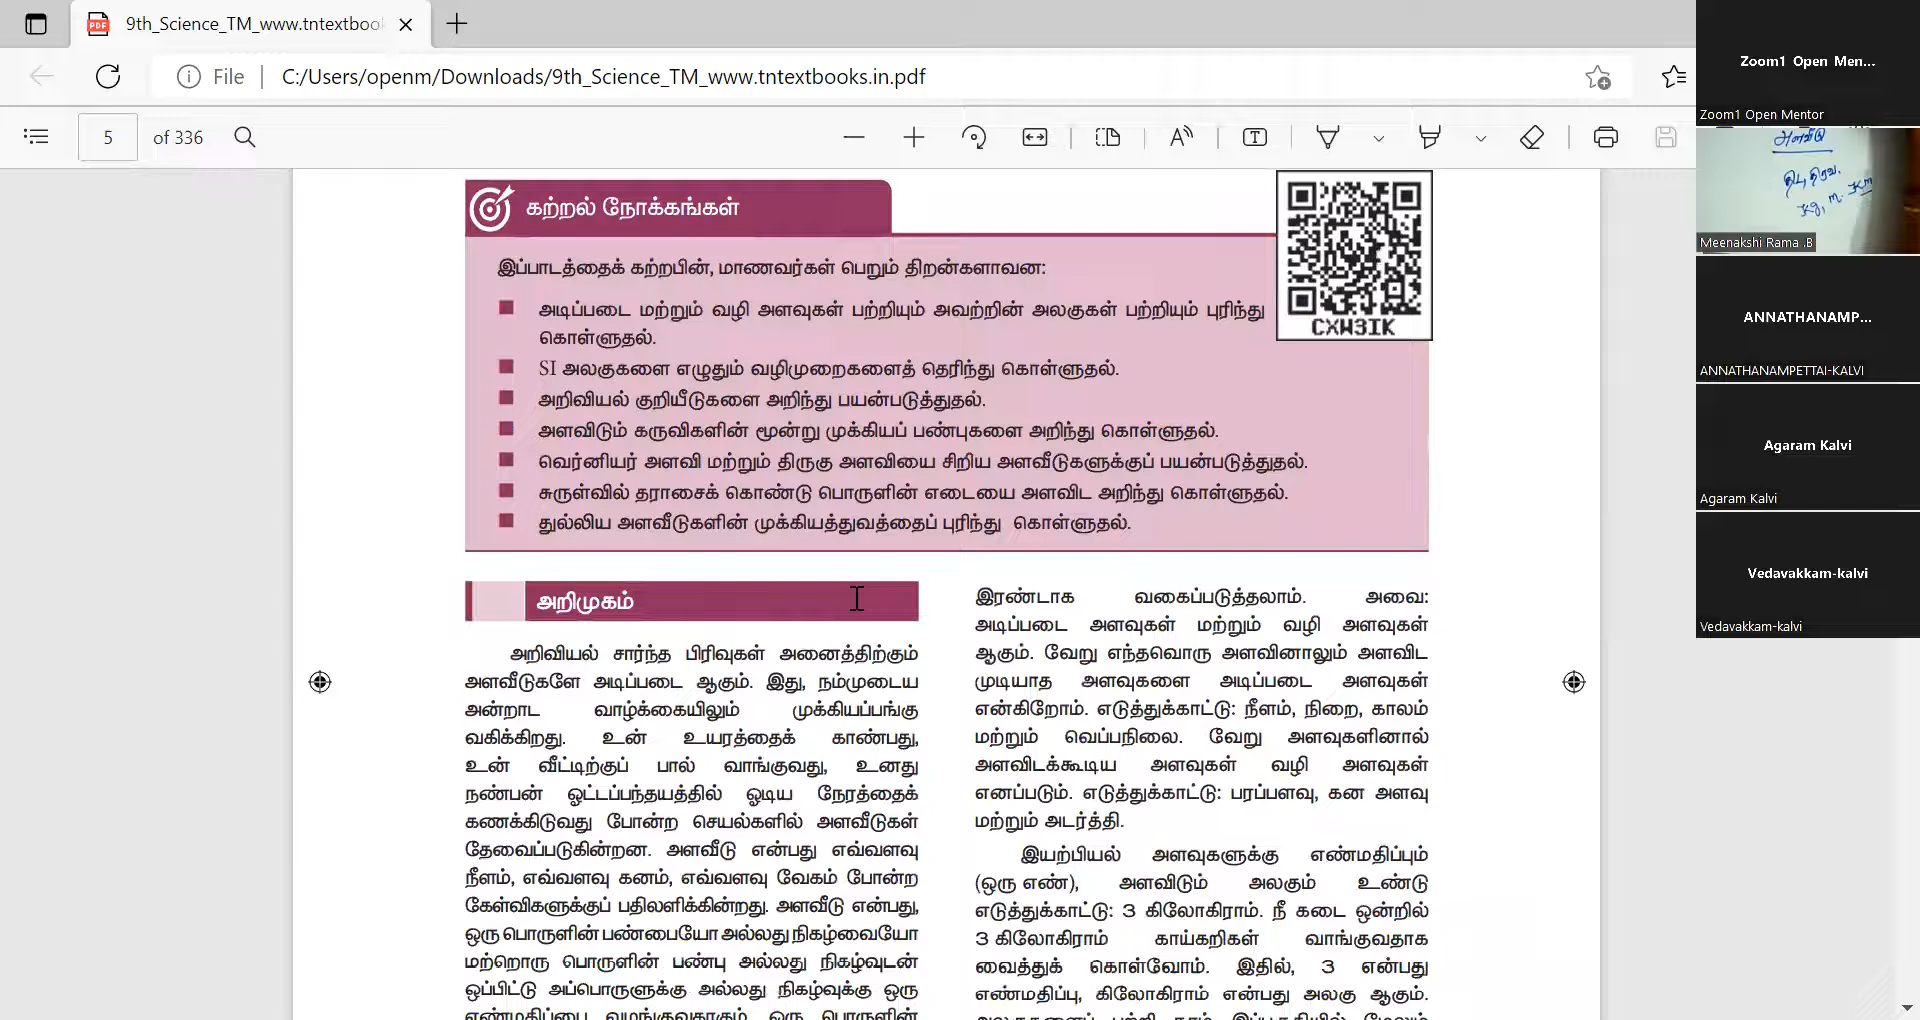 9th_Science_TM_www.tntextboo
File
C:/Users/openm/Downloads/9th_Science_TM_www.tntextbooks.in.pdf
5 of 336
கற்றல் நோக்கங்கள்
இப்பாடத்தைக் கற்றபின், மாணவர்கள் பெறும் திறன்களாவன:
அடிப்படை மற்றும் வழி அளவுகள் பற்றியும் அவற்றின் அலகுகள் பற்றியும் புரிந்து
கொள்ளுதல்.
SI அலகுகளை எழுதும் வழிமுறைகளைத் தெரிந்து கொள்ளுதல்.
அறிவியல் குறியீடுகளை அறிந்து பயன்படுத்துதல்.
அளவிடும் கருவிகளின் மூன்று முக்கியப் பண்புகளை அறிந்து கொள்ளுதல்.
வெர்னியர் அளவி மற்றும் திருகு அளவியை சிறிய அளவீடுகளுக்குப் பயன்படுத்துதல்.
சுருள்வில் தராசைக் கொண்டு பொருளின் எடையை அளவிட அறிந்து கொள்ளுதல்.
துல்லிய அளவீடுகளின் முக்கியத்துவத்தைப் புரிந்து கொள்ளுதல்.
CXW3IK
அறிமுகம்
அறிவியல் சார்ந்த பிரிவுகள் அனைத்திற்கும்
அளவீடுகளே அடிப்படை ஆகும். இது, நம்முடைய
அன்றாட வாழ்க்கையிலும் முக்கியப்பங்கு
வகிக்கிறது. உன் உயரத்தைக் காண்பது,
உன் வீட்டிற்குப் பால் வாங்குவது, உனது
நண்பன் ஓட்டப்பந்தயத்தில் ஓடிய நேரத்தைக்
கணக்கிடுவது போன்ற செயல்களில் அளவீடுகள்
தேவைப்படுகின்றன. அளவீடு என்பது எவ்வளவு
நீளம், எவ்வளவு கனம், எவ்வளவு வேகம் போன்ற
கேள்விகளுக்குப் பதிலளிக்கின்றது. அளவீடு என்பது,
ஒரு பொருளின் பண்பையோ அல்லது நிகழ்வையோ
மற்றொரு பொருளின் பண்பு அல்லது நிகழ்வுடன்
ஒப்பிட்டு அப்பொருளுக்கு அல்லது நிகழ்வுக்கு ஒரு
எண்மதிப்பை வழங்குவதாகும். ஒரு பொருளின்
இரண்டாக வகைப்படுத்தலாம். அவை:
அடிப்படை அளவுகள் மற்றும் வழி அளவுகள்
ஆகும். வேறு எந்தவொரு அளவினாலும் அளவிட
முடியாத அளவுகளை அடிப்படை அளவுகள்
என்கிறோம். எடுத்துக்காட்டு: நீளம், நிறை, காலம்
மற்றும் வெப்பநிலை. வேறு அளவுகளினால்
அளவிடக்கூடிய அளவுகள் வழி அளவுகள்
எனப்படும். எடுத்துக்காட்டு: பரப்பளவு, கன அளவு
மற்றும் அடர்த்தி.
இயற்பியல் அளவுகளுக்கு எண்மதிப்பும்
(ஒரு எண்), அளவிடும் அலகும் உண்டு
எடுத்துக்காட்டு: 3 கிலோகிராம். நீ கடை ஒன்றில்
3 கிலோகிராம் காய்கறிகள் வாங்குவதாக
வைத்துக் கொள்வோம். இதில், 3 என்பது
எண்மதிப்பு, கிலோகிராம் என்பது அலகு ஆகும்.
Zoom1 Open Men...
Zoom1 Open Mentor
அளவீடு
Kg, m. Km
Meenakshi Rama .B
ANNATHANAMP...
ANNATHANAMPETTAI-KALVI
Agaram Kalvi
Agaram Kalvi
Vedavakkam-kalvi
Vedavakkam-kalvi